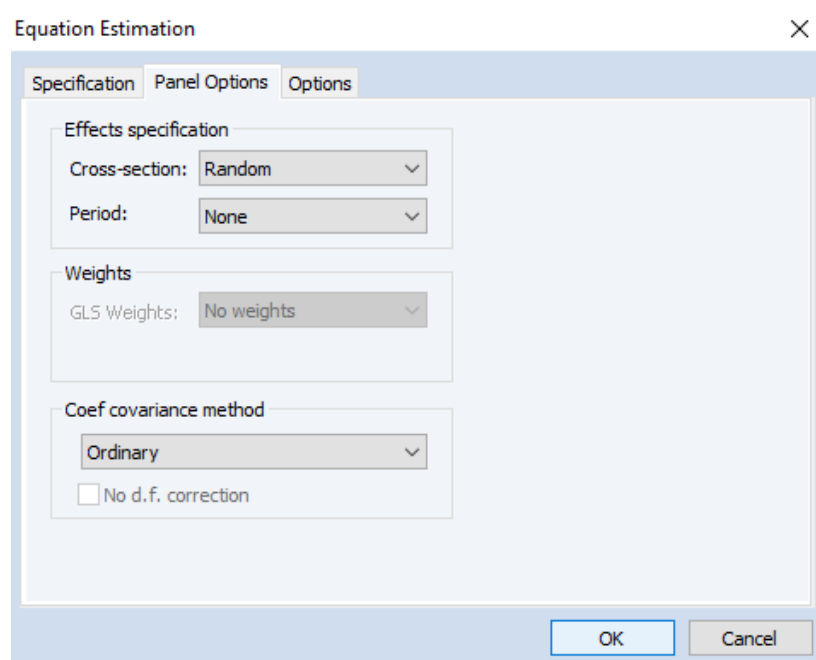 Equation Estimation
Specification Panel Options Options
Effects specification
Cross-section: Random
Period: None
Weights
GLS Weights: No weights
Coef covariance method
Ordinary
No d.f. correction
OK Cancel